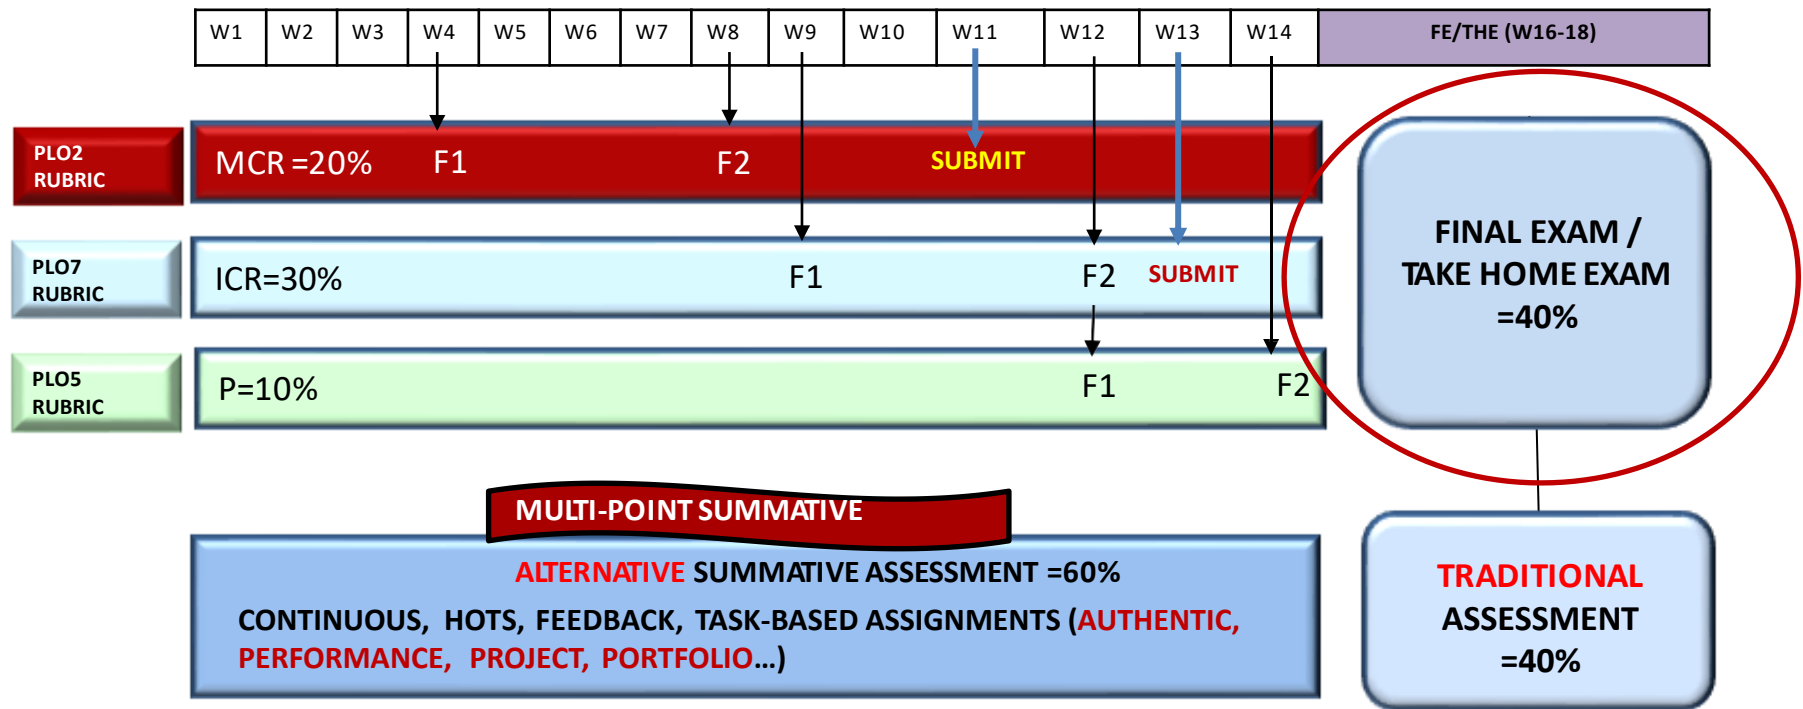 W1 W2 W3 W4 W5 W6 W7 W8 W9 W10 W11 W12 W13 W14 FE/THE (W16-18)
PLO2
RUBRIC
MCR =20% F1 F2 SUBMIT
PLO7
RUBRIC
ICR=30% F1 F2 SUBMIT
PLO5
RUBRIC
P=10% F1 F2
FINAL EXAM /
TAKE HOME EXAM
=40%
MULTI-POINT SUMMATIVE
ALTERNATIVE SUMMATIVE ASSESSMENT =60%
CONTINUOUS, HOTS, FEEDBACK, TASK-BASED ASSIGNMENTS (AUTHENTIC,
PERFORMANCE, PROJECT, PORTFOLIO...)
TRADITIONAL
ASSESSMENT
=40%